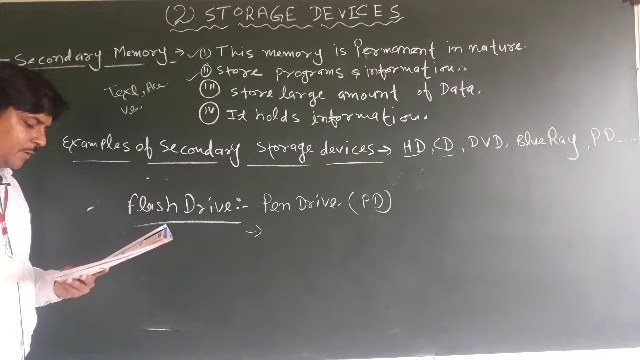 (2) STORAGE DEVICES
- Secondary Memory → (i) This memory is Permanent in nature.
(ii) Store programs & information..
(iii) Store large amount of Data.
(iv) It holds information.
Text,
Examples of Secondary Storage devices → HD, CD, DVD, BlueRay, PD.....
Flash Drive:- Pen Drive (PD)
→